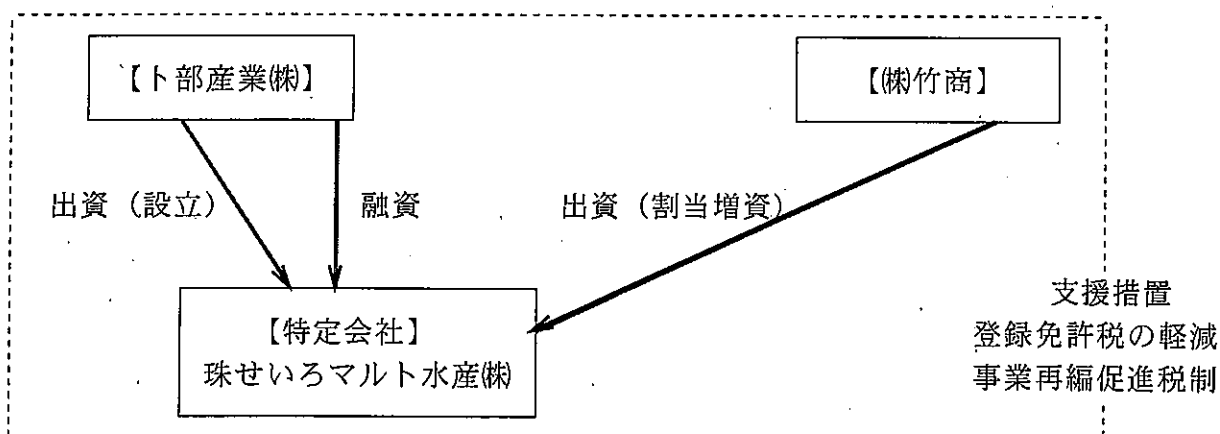 【卜部産業㈱】
【㈱竹商】
出資（設立）
融資
出資（割当増資）
【特定会社】
珠せいろマルト水産㈱
支援措置
登録免許税の軽減
事業再編促進税制